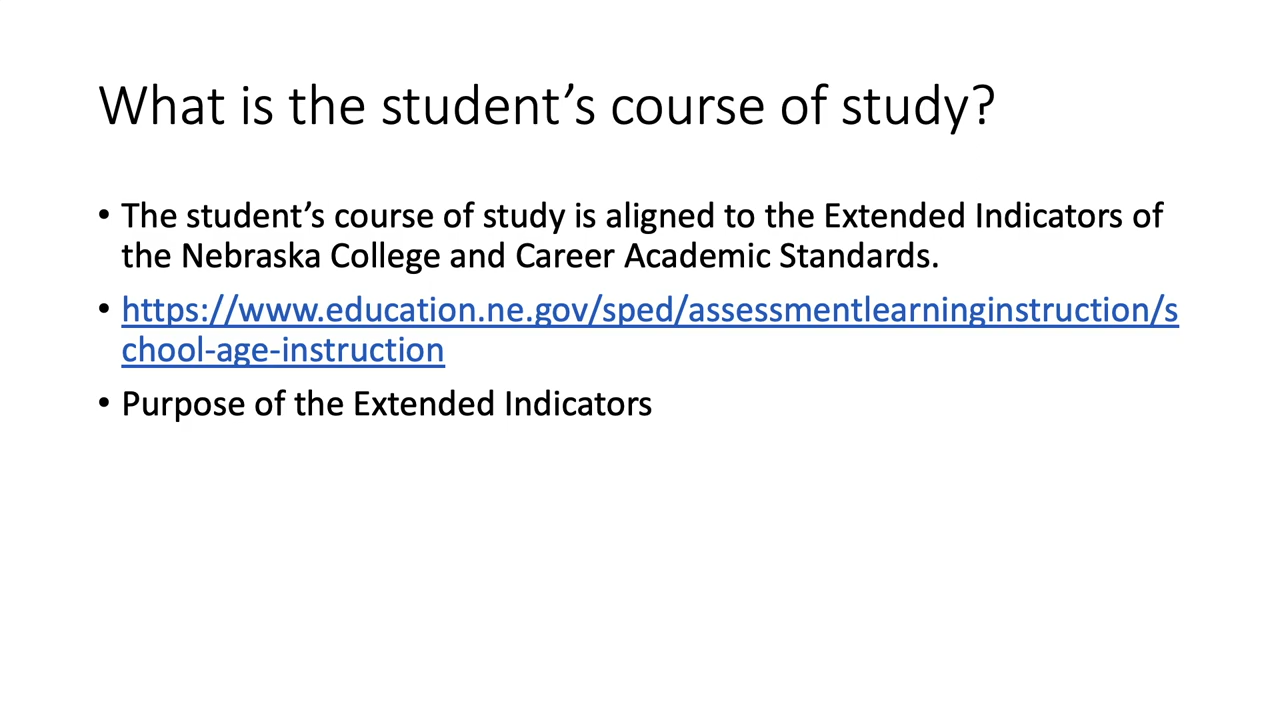 What is the student’s course of study?
• The student’s course of study is aligned to the Extended Indicators of
the Nebraska College and Career Academic Standards.
• https://www.education.ne.gov/sped/assessmentlearninginstruction/s
chool-age-instruction
• Purpose of the Extended Indicators